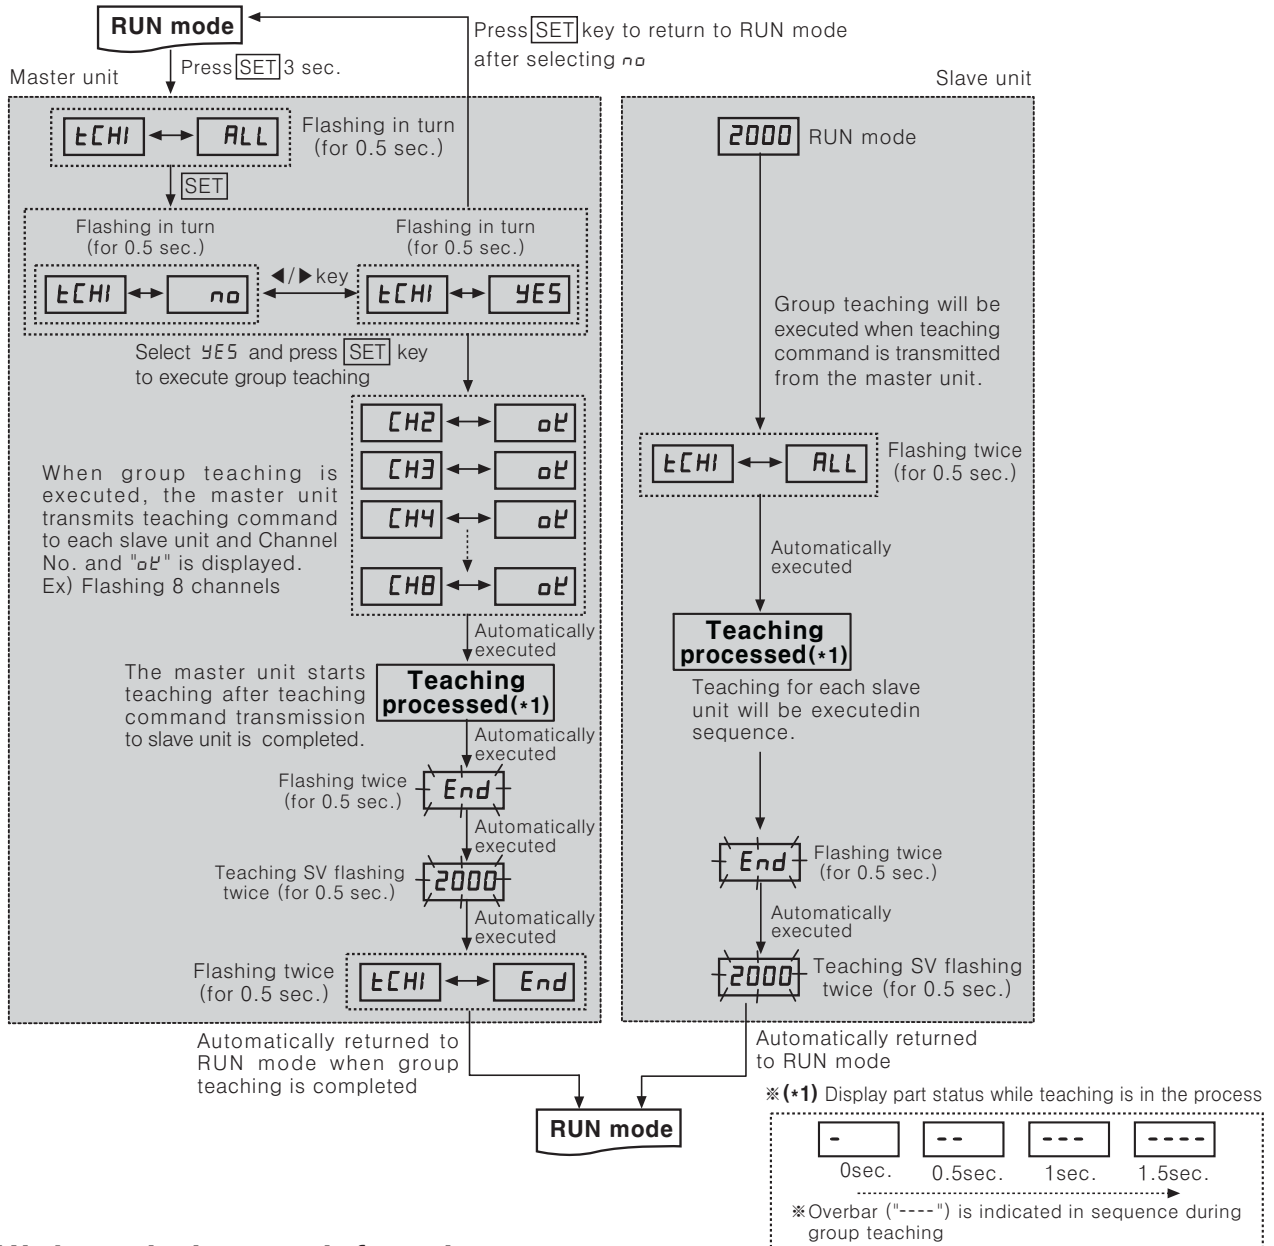 RUN mode
Press SET key to return to RUN mode
after selecting no
Press SET 3 sec.
Master unit
tCH1
ALL
Flashing in turn
(for 0.5 sec.)
SET
Flashing in turn
(for 0.5 sec.)
Flashing in turn
(for 0.5 sec.)
tCH1
no
◀/▶ key
tCH1
YES
Select YES and press SET key
to execute group teaching
CH2
oK
CH3
oK
CH4
oK
CH8
oK
When group teaching is
executed, the master unit
transmits teaching command
to each slave unit and Channel
No. and "oK" is displayed.
Ex) Flashing 8 channels
Automatically
executed
Teaching
processed(*1)
The master unit starts
teaching after teaching
command transmission
to slave unit is completed.
Automatically
executed
Flashing twice
(for 0.5 sec.)
End
Automatically
executed
Teaching SV flashing
twice (for 0.5 sec.)
2000
Automatically
executed
Flashing twice
(for 0.5 sec.)
tCH1
End
Automatically returned to
RUN mode when group
teaching is completed
Slave unit
2000
RUN mode
Group teaching will be
executed when teaching
command is transmitted
from the master unit.
tCH1
ALL
Flashing twice
(for 0.5 sec.)
Automatically
executed
Teaching
processed(*1)
Teaching for each slave
unit will be executedin
sequence.
End
Flashing twice
(for 0.5 sec.)
Automatically
executed
2000
Teaching SV flashing
twice (for 0.5 sec.)
Automatically returned
to RUN mode
RUN mode
※(*1) Display part status while teaching is in the process
-
--
---
----
0sec.
0.5sec.
1sec.
1.5sec.
※Overbar ("----") is indicated in sequence during
group teaching